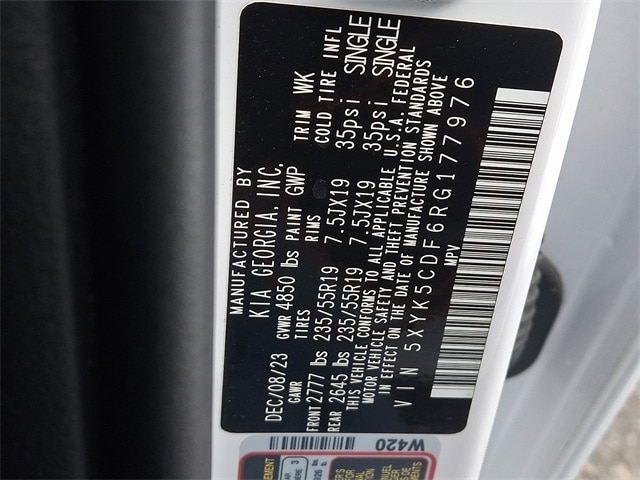 MANUFACTURED BY
KIA GEORGIA, INC.
DEC/08/23 GVWR 4850 lbs PAINT GWP TRIM WK
GAWR TIRES RIMS COLD TIRE INFL
FRONT 2777 lbs 235/55R19 7.5JX19 35psi SINGLE
REAR 2645 lbs 235/55R19 7.5JX19 35psi SINGLE
THIS VEHICLE CONFORMS TO ALL APPLICABLE U.S.A. FEDERAL
MOTOR VEHICLE SAFETY AND THEFT PREVENTION STANDARDS
IN EFFECT ON THE DATE OF MANUFACTURE SHOWN ABOVE
VIN 5XYK5CDF6RG177976
MPV
W420